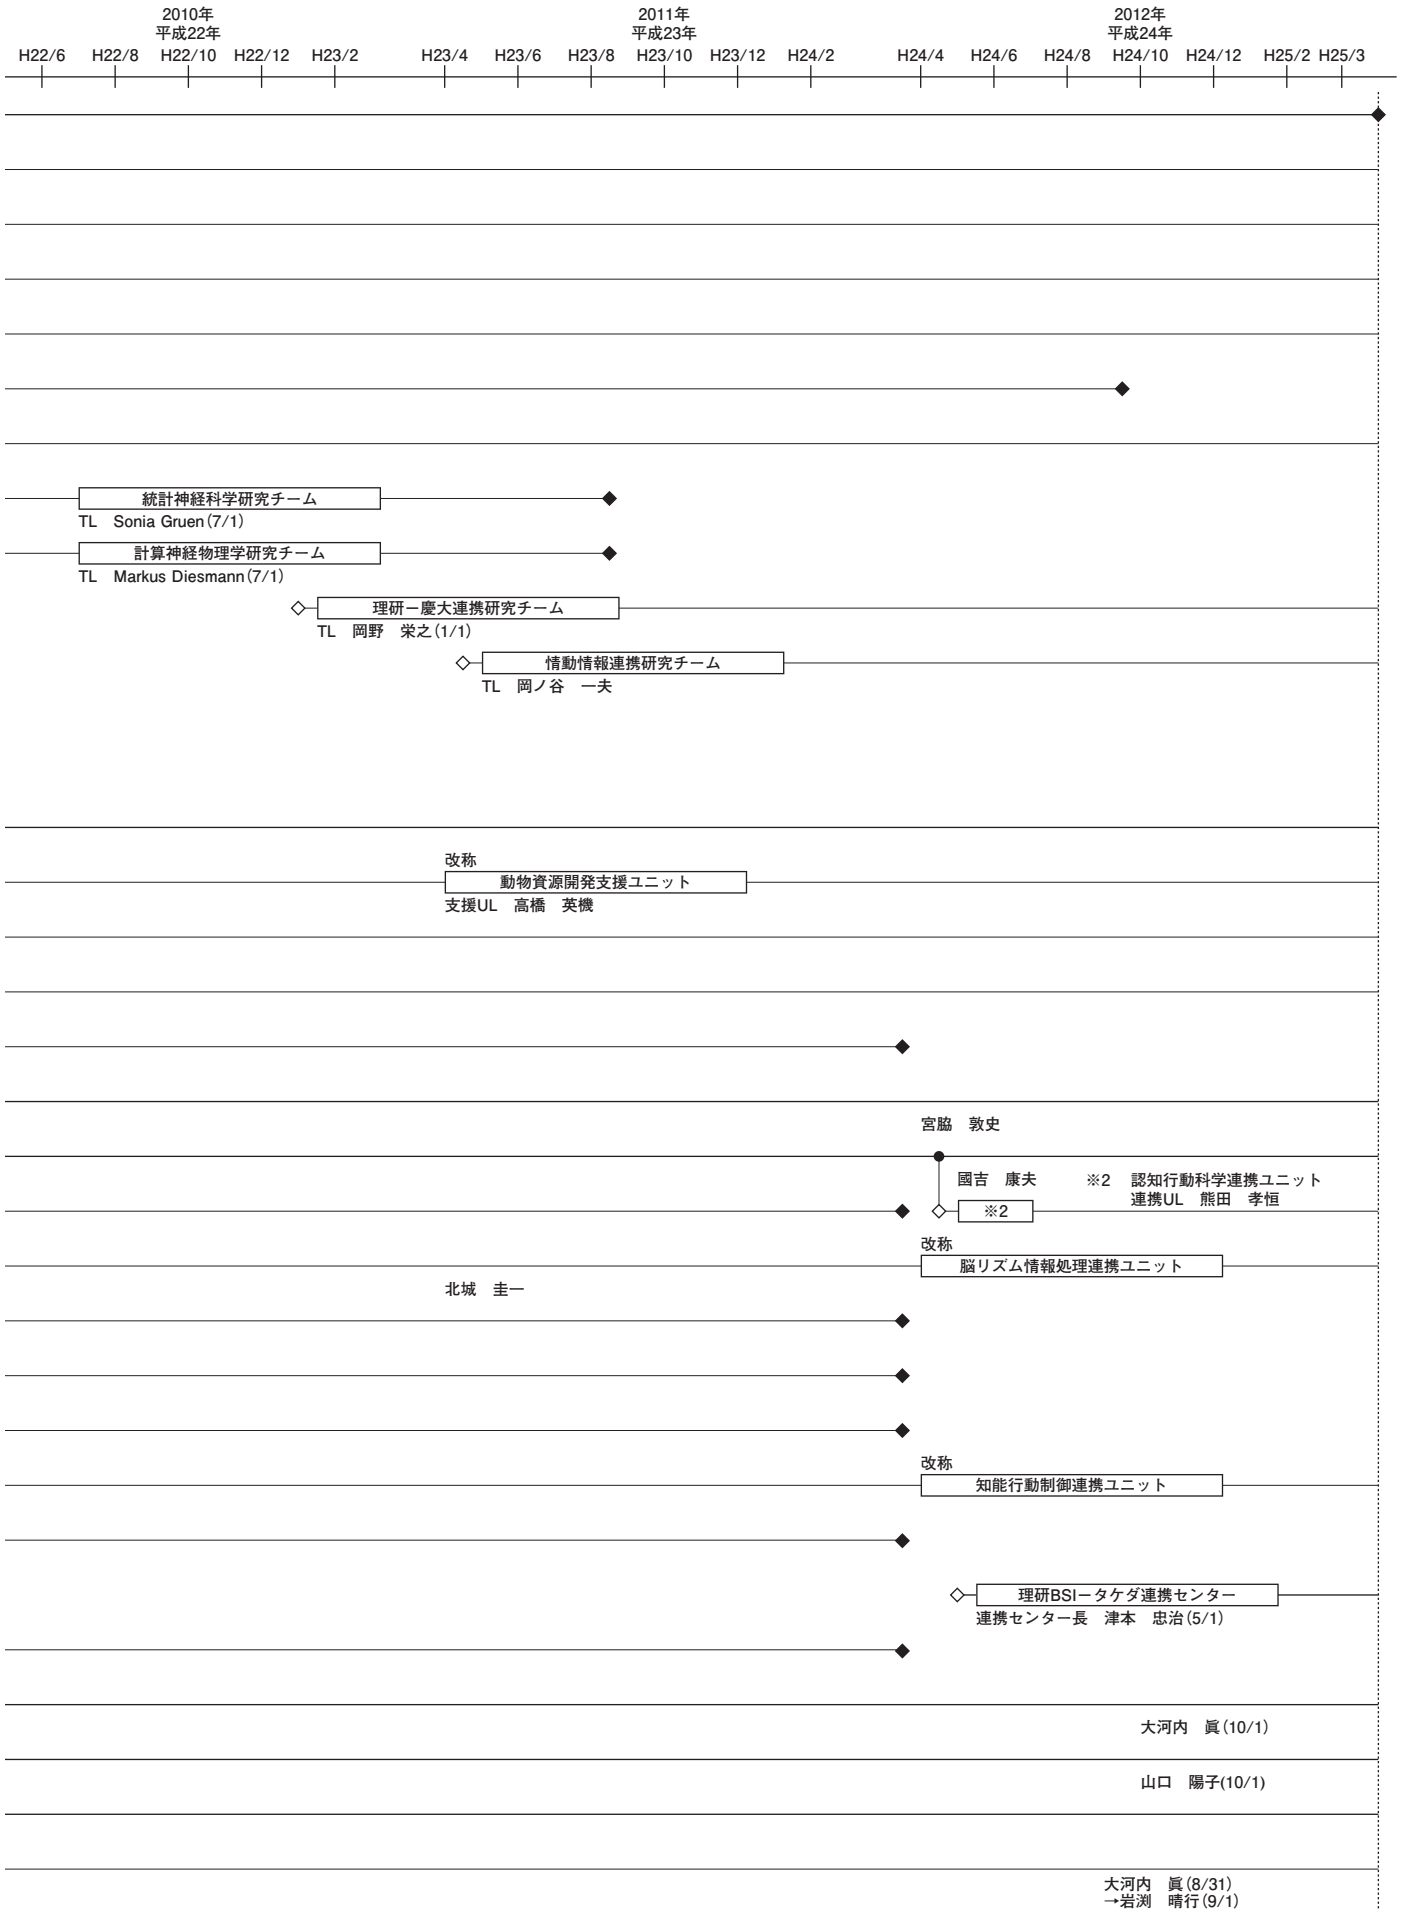 2010年
平成22年
2011年
平成23年
2012年
平成24年
H22/6 H22/8 H22/10 H22/12 H23/2 H23/4 H23/6 H23/8 H23/10 H23/12 H24/2 H24/4 H24/6 H24/8 H24/10 H24/12 H25/2 H25/3
統計神経科学研究チーム
TL Sonia Gruen(7/1)
計算神経物理学研究チーム
TL Markus Diesmann(7/1)
理研－慶大連携研究チーム
TL 岡野 栄之(1/1)
情動情報連携研究チーム
TL 岡ノ谷 一夫
改称
動物資源開発支援ユニット
支援UL 高橋 英機
宮脇 敦史
國吉 康夫
※2 認知行動科学連携ユニット
連携UL 熊田 孝恒
※2
改称
脳リズム情報処理連携ユニット
北城 圭一
改称
知能行動制御連携ユニット
理研BSI－タケダ連携センター
連携センター長 津本 忠治(5/1)
大河内 眞(10/1)
山口 陽子(10/1)
大河内 眞(8/31)
→岩渕 晴行(9/1)